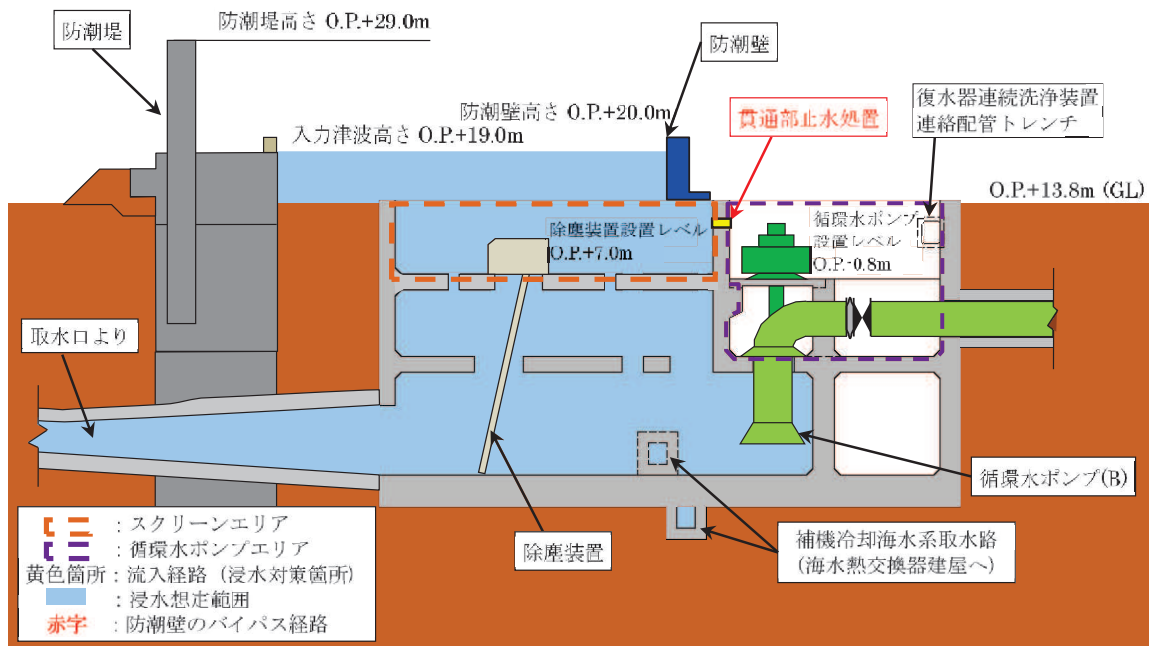 防潮堤高さ O.P.+29.0m
防潮堤
防潮壁
防潮壁高さ O.P.+20.0m
入力津波高さ O.P.+19.0m
貫通部止水処置
復水器連続洗浄装置
連絡配管トレンチ
O.P.+13.8m (GL)
除塵装置設置レベル
O.P.+7.0m
循環水ポンプ
設置レベル
O.P.-0.8m
取水口より
循環水ポンプ(B)
除塵装置
補機冷却海水系取水路
(海水熱交換器建屋へ)
：スクリーンエリア
：循環水ポンプエリア
黄色箇所：流入経路（浸水対策箇所）
：浸水想定範囲
赤字 ：防潮壁のバイパス経路